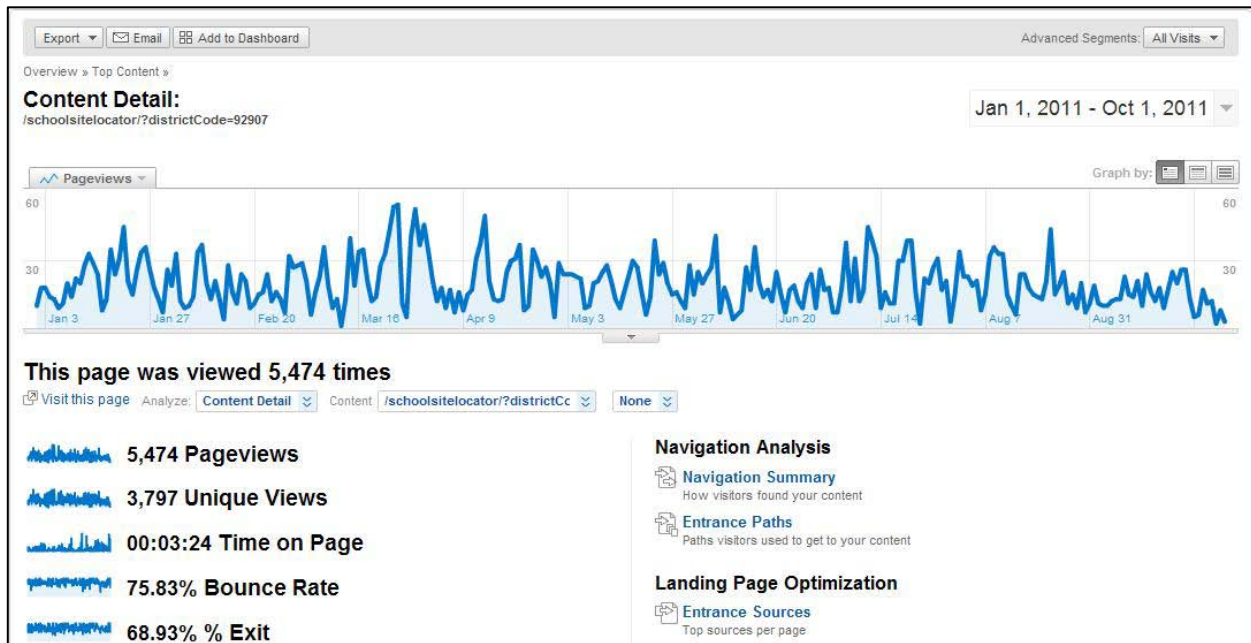 Export Email Add to Dashboard Advanced Segments: All Visits
Overview » Top Content »
Content Detail:
/schoolsitelocator/?districtCode=92907
Jan 1, 2011 - Oct 1, 2011
Pageviews Graph by:
60 60
30 30
Jan 3 Jan 27 Feb 20 Mar 16 Apr 9 May 3 May 27 Jun 20 Jul 14 Aug 7 Aug 31
This page was viewed 5,474 times
Visit this page Analyze: Content Detail Content /schoolsitelocator/?districtCc None
5,474 Pageviews
3,797 Unique Views
00:03:24 Time on Page
75.83% Bounce Rate
68.93% % Exit
Navigation Analysis
Navigation Summary
How visitors found your content
Entrance Paths
Paths visitors used to get to your content
Landing Page Optimization
Entrance Sources
Top sources per page